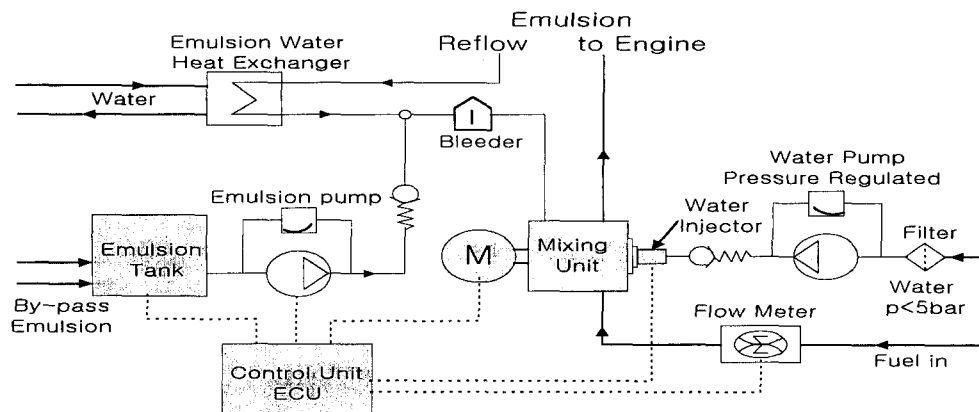 Emulsion
to Engine
Reflow
Emulsion Water
Heat Exchanger
Water
I
Bleeder
Emulsion pump
Water Pump
Pressure Regulated
Water
Injector
Filter
Emulsion
Tank
M
Mixing
Unit
By-pass
Emulsion
Water
p<5bar
Flow Meter
Σ
Fuel in
Control Unit
ECU